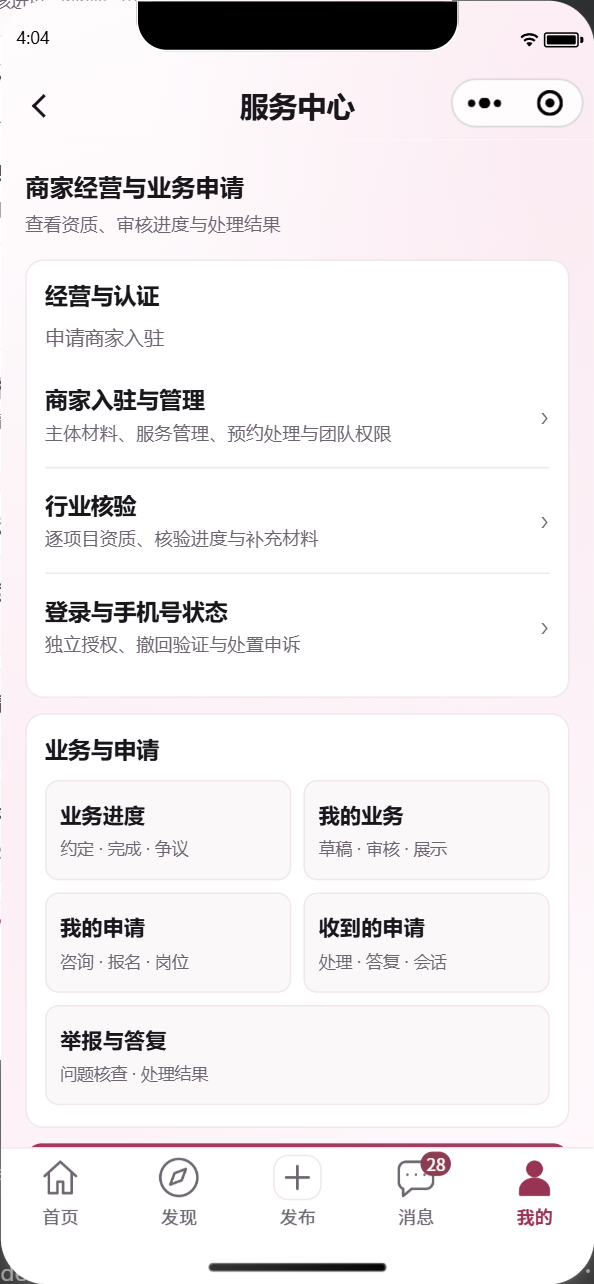 4:04
服务中心
商家经营与业务申请
查看资质、审核进度与处理结果
经营与认证
申请商家入驻
商家入驻与管理
主体材料、服务管理、预约处理与团队权限
行业核验
逐项目资质、核验进度与补充材料
登录与手机号状态
独立授权、撤回验证与处置申诉
业务与申请
业务进度
约定 · 完成 · 争议
我的业务
草稿 · 审核 · 展示
我的申请
咨询 · 报名 · 岗位
收到的申请
处理 · 答复 · 会话
举报与答复
问题核查 · 处理结果
28
首页
发现
发布
消息
我的